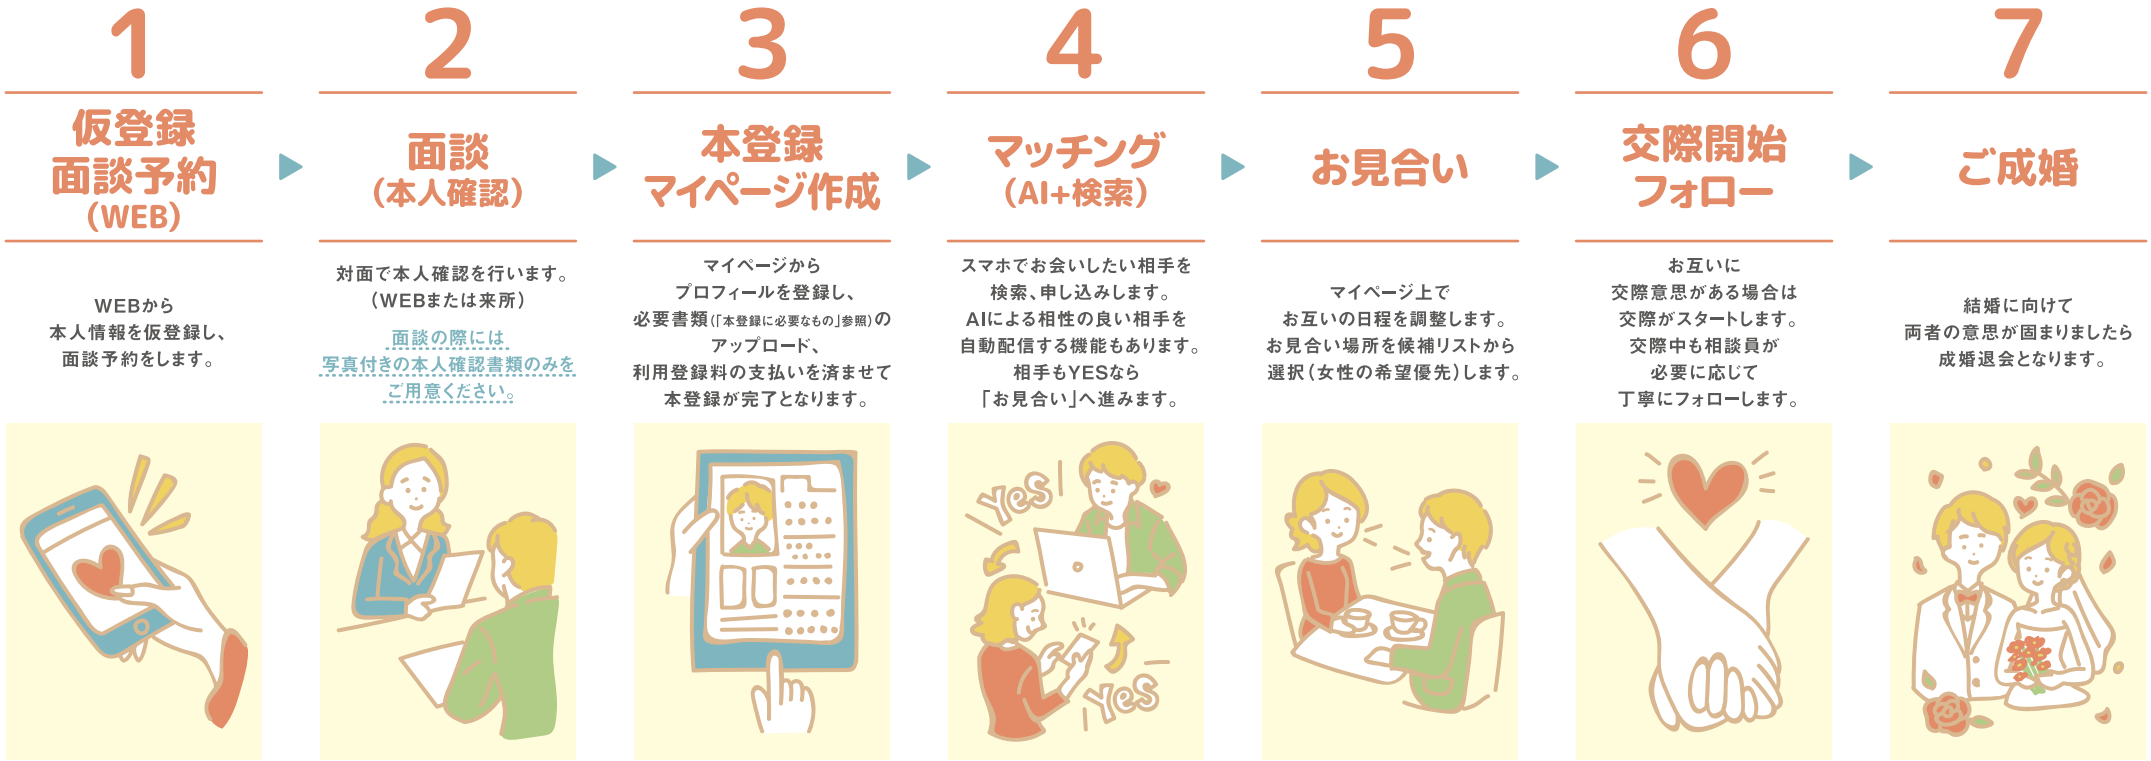 1
仮登録
面談予約
(WEB)
WEBから
本人情報を仮登録し、
面談予約をします。
2
面談
(本人確認)
対面で本人確認を行います。
(WEBまたは来所)
面談の際には
写真付きの本人確認書類のみを
ご用意ください。
3
本登録
マイページ作成
マイページから
プロフィールを登録し、
必要書類(「本登録に必要なもの」参照)の
アップロード、
利用登録料の支払いを済ませて
本登録が完了となります。
4
マッチング
(AI+検索)
スマホでお会いしたい相手を
検索、申し込みします。
AIによる相性の良い相手を
自動配信する機能もあります。
相手もYESなら
「お見合い」へ進みます。
Yes
Yes
5
お見合い
マイページ上で
お互いの日程を調整します。
お見合い場所を候補リストから
選択(女性の希望優先)します。
6
交際開始
フォロー
お互いに
交際意思がある場合は
交際がスタートします。
交際中も相談員が
必要に応じて
丁寧にフォローします。
7
ご成婚
結婚に向けて
両者の意思が固まりましたら
成婚退会となります。